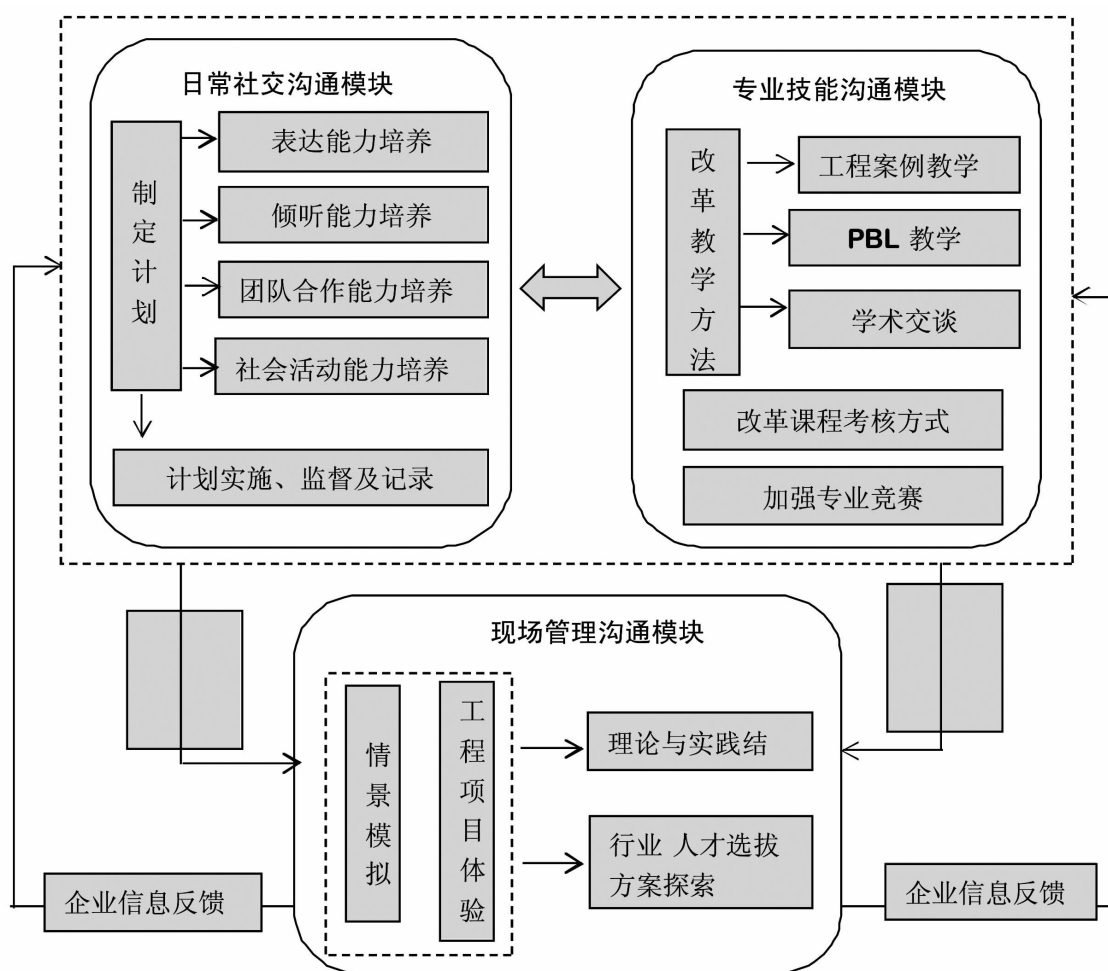 日常社交沟通模块
制定计划
表达能力培养
倾听能力培养
团队合作能力培养
社会活动能力培养
计划实施、监督及记录
专业技能沟通模块
改革教学方法
工程案例教学
PBL 教学
学术交谈
改革课程考核方式
加强专业竞赛
现场管理沟通模块
情景模拟
工程项目体验
理论与实践结
行业 人才选拔
方案探索
企业信息反馈
企业信息反馈